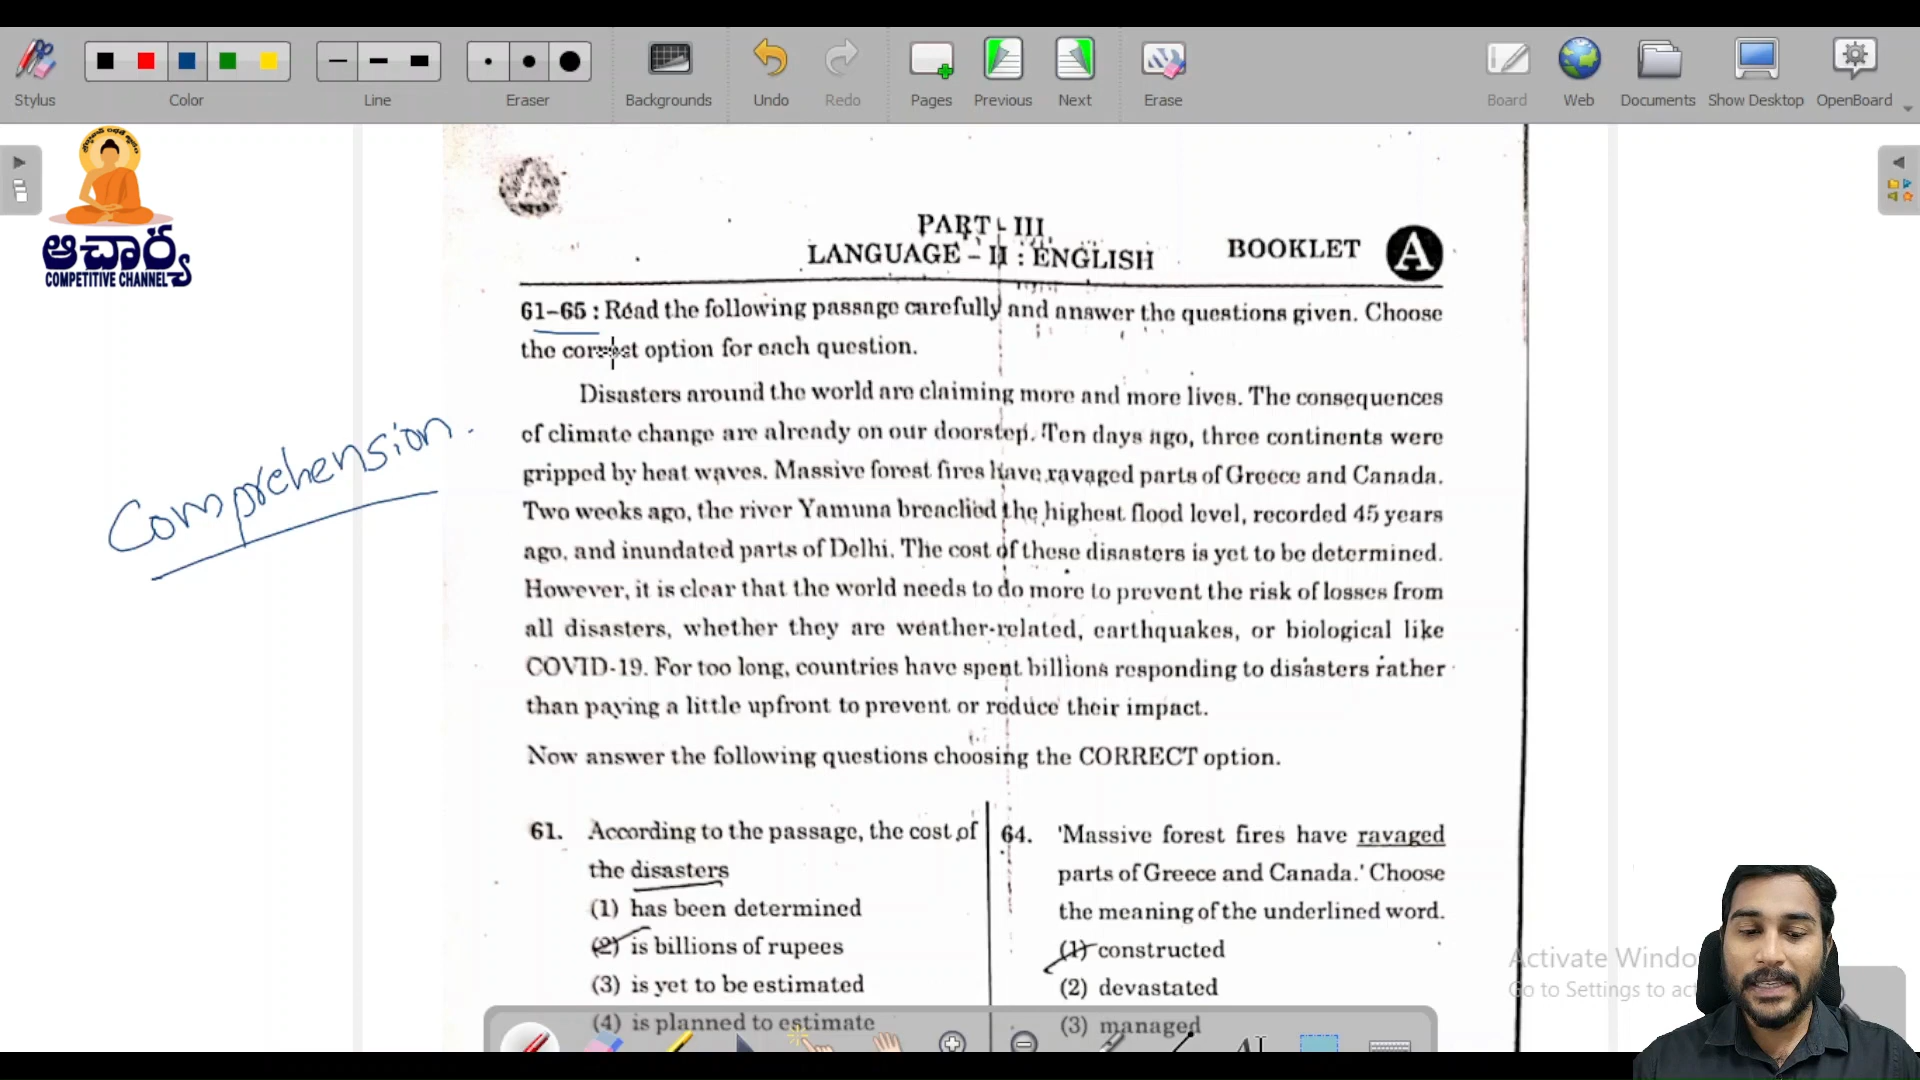 Stylus
Color
Line
Eraser
Backgrounds
Undo
Redo
Pages
Previous
Next
Erase
Board
Web
Documents
Show Desktop
OpenBoard
ఆచార్య
COMPETITIVE CHANNEL
Comprehension.
PART - III
LANGUAGE - II : ENGLISH
BOOKLET A
61-65 : Read the following passage carefully and answer the questions given. Choose
the correct option for each question.
Disasters around the world are claiming more and more lives. The consequences
of climate change are already on our doorstep. Ten days ago, three continents were
gripped by heat waves. Massive forest fires have ravaged parts of Greece and Canada.
Two weeks ago, the river Yamuna breached the highest flood level, recorded 45 years
ago, and inundated parts of Delhi. The cost of these disasters is yet to be determined.
However, it is clear that the world needs to do more to prevent the risk of losses from
all disasters, whether they are weather-related, earthquakes, or biological like
COVID-19. For too long, countries have spent billions responding to disasters rather
than paying a little upfront to prevent or reduce their impact.
Now answer the following questions choosing the CORRECT option.
61. According to the passage, the cost of
the disasters
(1) has been determined
(2) is billions of rupees
(3) is yet to be estimated
(4) is planned to estimate
64. 'Massive forest fires have ravaged
parts of Greece and Canada.' Choose
the meaning of the underlined word.
(1) constructed
(2) devastated
(3) managed
Activate Windo
Go to Settings to act